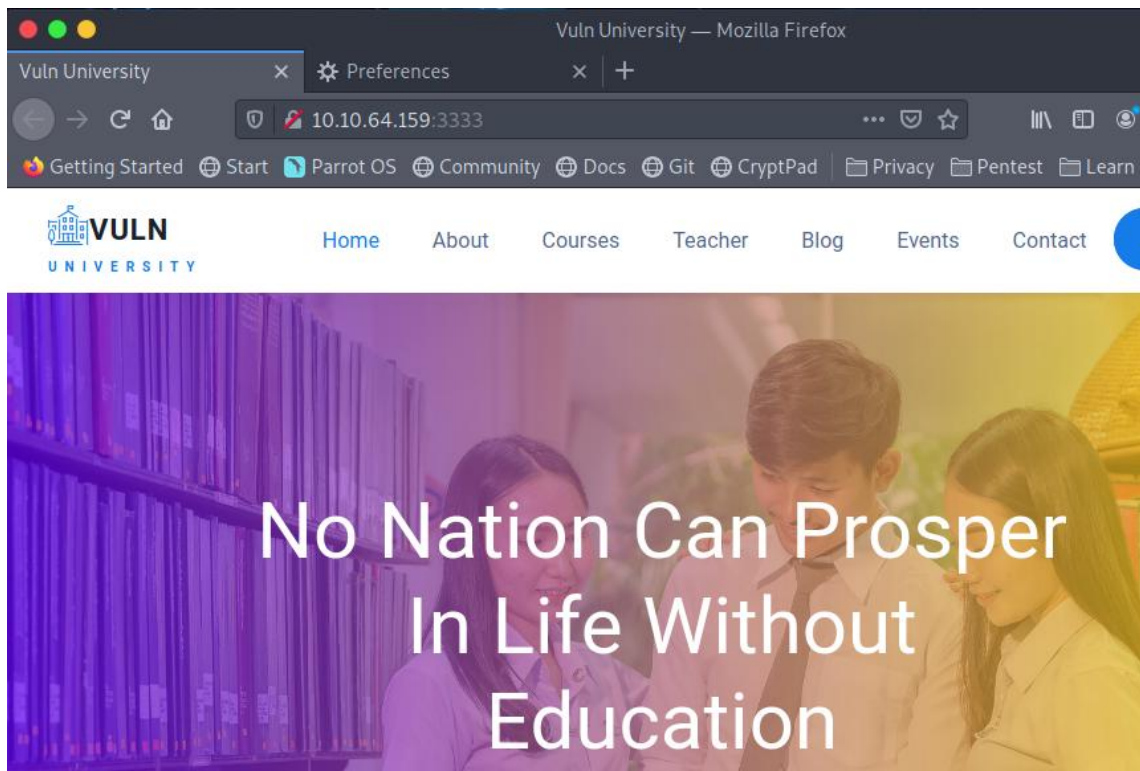 Vuln University — Mozilla Firefox
Vuln University Preferences
10.10.64.159:3333
Getting Started Start Parrot OS Community Docs Git CryptPad Privacy Pentest Learn
VULN
UNIVERSITY
Home About Courses Teacher Blog Events Contact
No Nation Can Prosper
In Life Without
Education